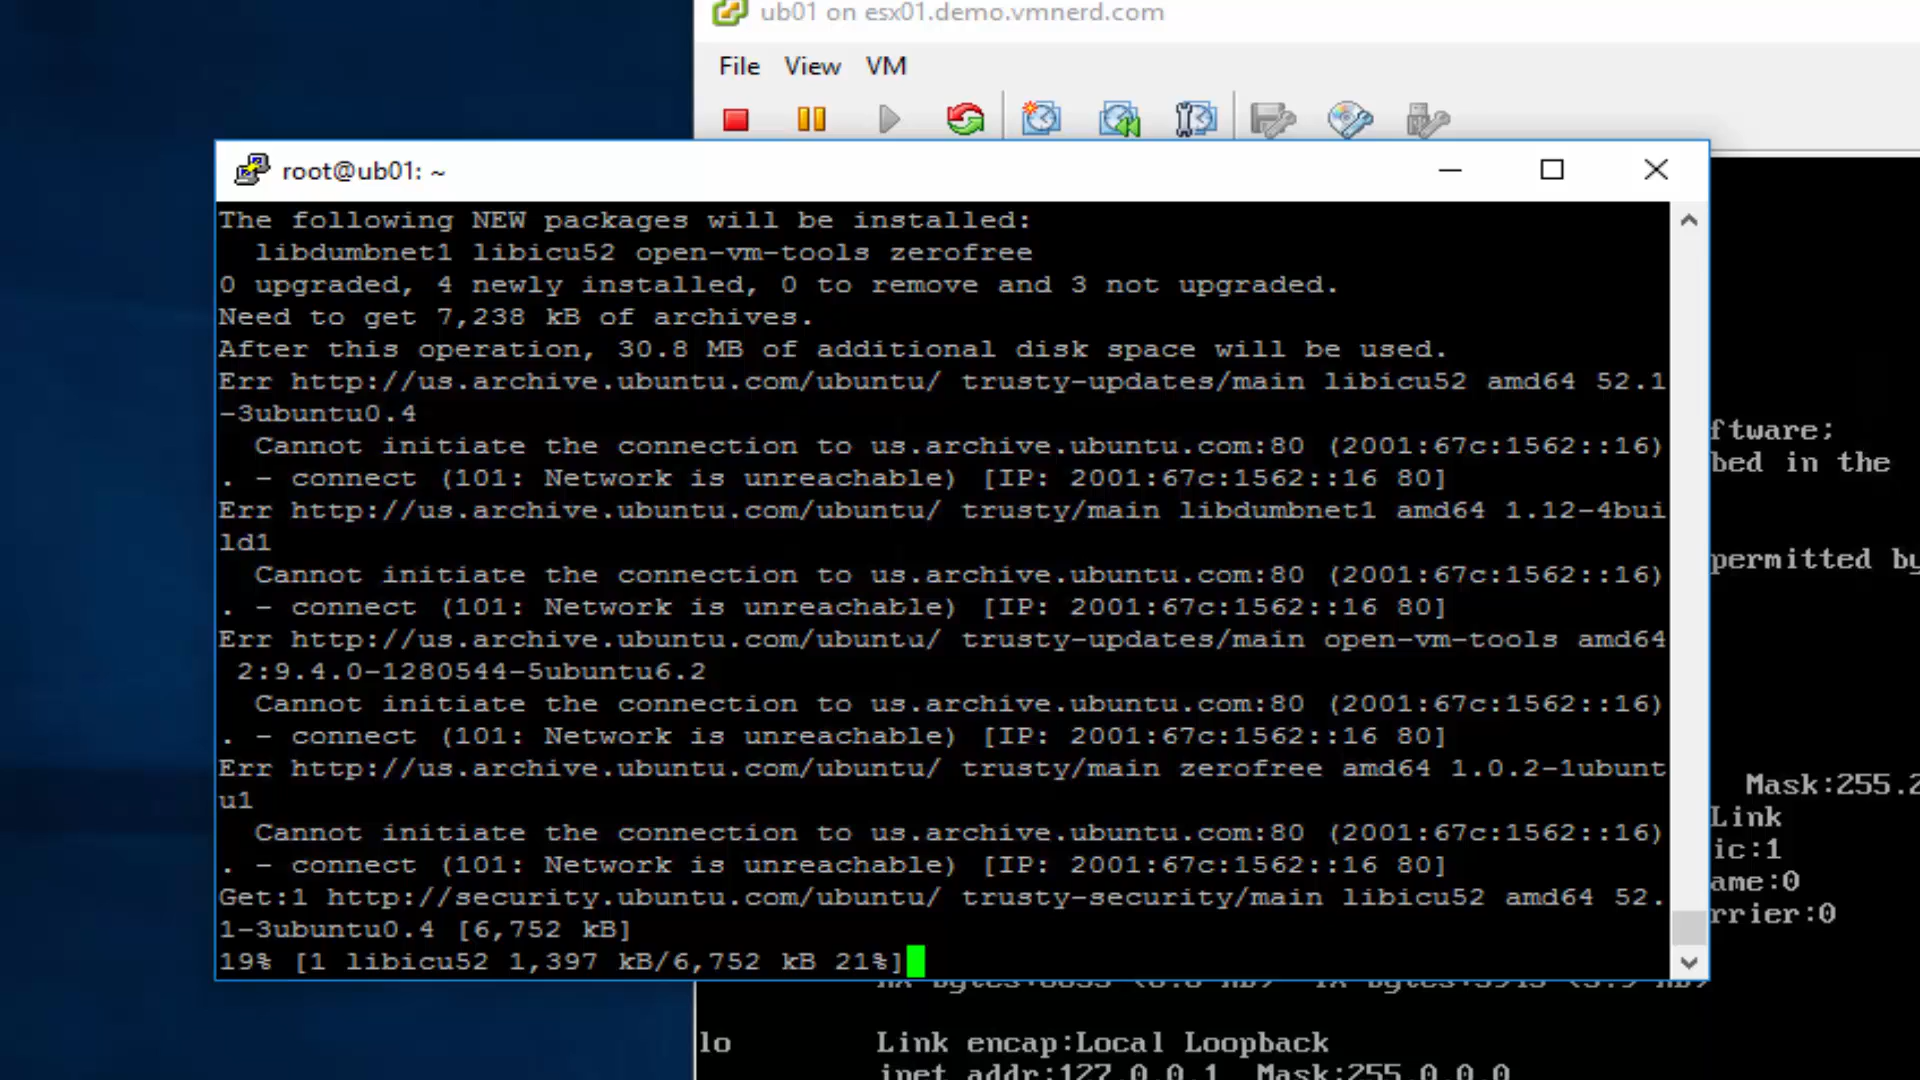 ub01 on esx01.demo.vmnerd.com
File View VM
root@ub01: ~
The following NEW packages will be installed:
  libdumbnet1 libicu52 open-vm-tools zerofree
0 upgraded, 4 newly installed, 0 to remove and 3 not upgraded.
Need to get 7,238 kB of archives.
After this operation, 30.8 MB of additional disk space will be used.
Err http://us.archive.ubuntu.com/ubuntu/ trusty-updates/main libicu52 amd64 52.1
-3ubuntu0.4
  Cannot initiate the connection to us.archive.ubuntu.com:80 (2001:67c:1562::16)
. - connect (101: Network is unreachable) [IP: 2001:67c:1562::16 80]
Err http://us.archive.ubuntu.com/ubuntu/ trusty/main libdumbnet1 amd64 1.12-4bui
ld1
  Cannot initiate the connection to us.archive.ubuntu.com:80 (2001:67c:1562::16)
. - connect (101: Network is unreachable) [IP: 2001:67c:1562::16 80]
Err http://us.archive.ubuntu.com/ubuntu/ trusty-updates/main open-vm-tools amd64
 2:9.4.0-1280544-5ubuntu6.2
  Cannot initiate the connection to us.archive.ubuntu.com:80 (2001:67c:1562::16)
. - connect (101: Network is unreachable) [IP: 2001:67c:1562::16 80]
Err http://us.archive.ubuntu.com/ubuntu/ trusty/main zerofree amd64 1.0.2-1ubunt
u1
  Cannot initiate the connection to us.archive.ubuntu.com:80 (2001:67c:1562::16)
. - connect (101: Network is unreachable) [IP: 2001:67c:1562::16 80]
Get:1 http://security.ubuntu.com/ubuntu/ trusty-security/main libicu52 amd64 52.
1-3ubuntu0.4 [6,752 kB]
19% [1 libicu52 1,397 kB/6,752 kB 21%]
ftware;
bed in the
permitted by
Mask:255.2
Link
ic:1
ame:0
rrier:0
lo Link encap:Local Loopback
inet addr:127.0.0.1 Mask:255.0.0.0